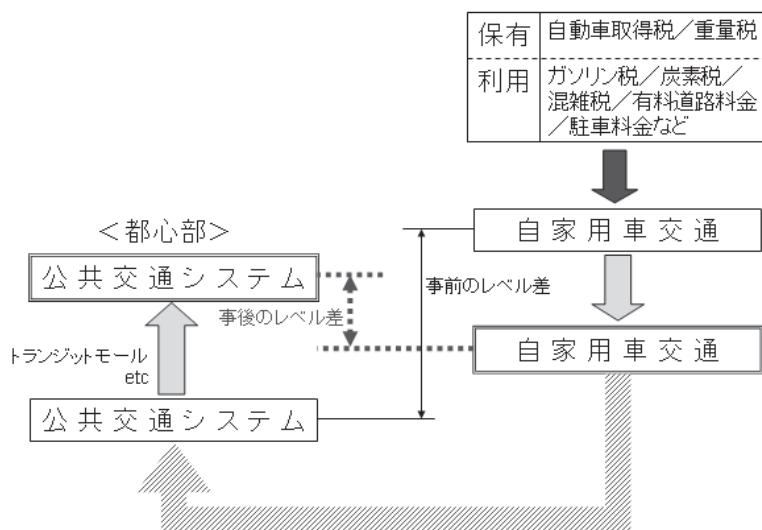 保有 自動車取得税／重量税
利用 ガソリン税／炭素税／
混雑税／有料道路料金
／駐車料金など
自家用車交通
＜都心部＞
公共交通システム
事前のレベル差
事後のレベル差
自家用車交通
トランジットモール
etc
公共交通システム